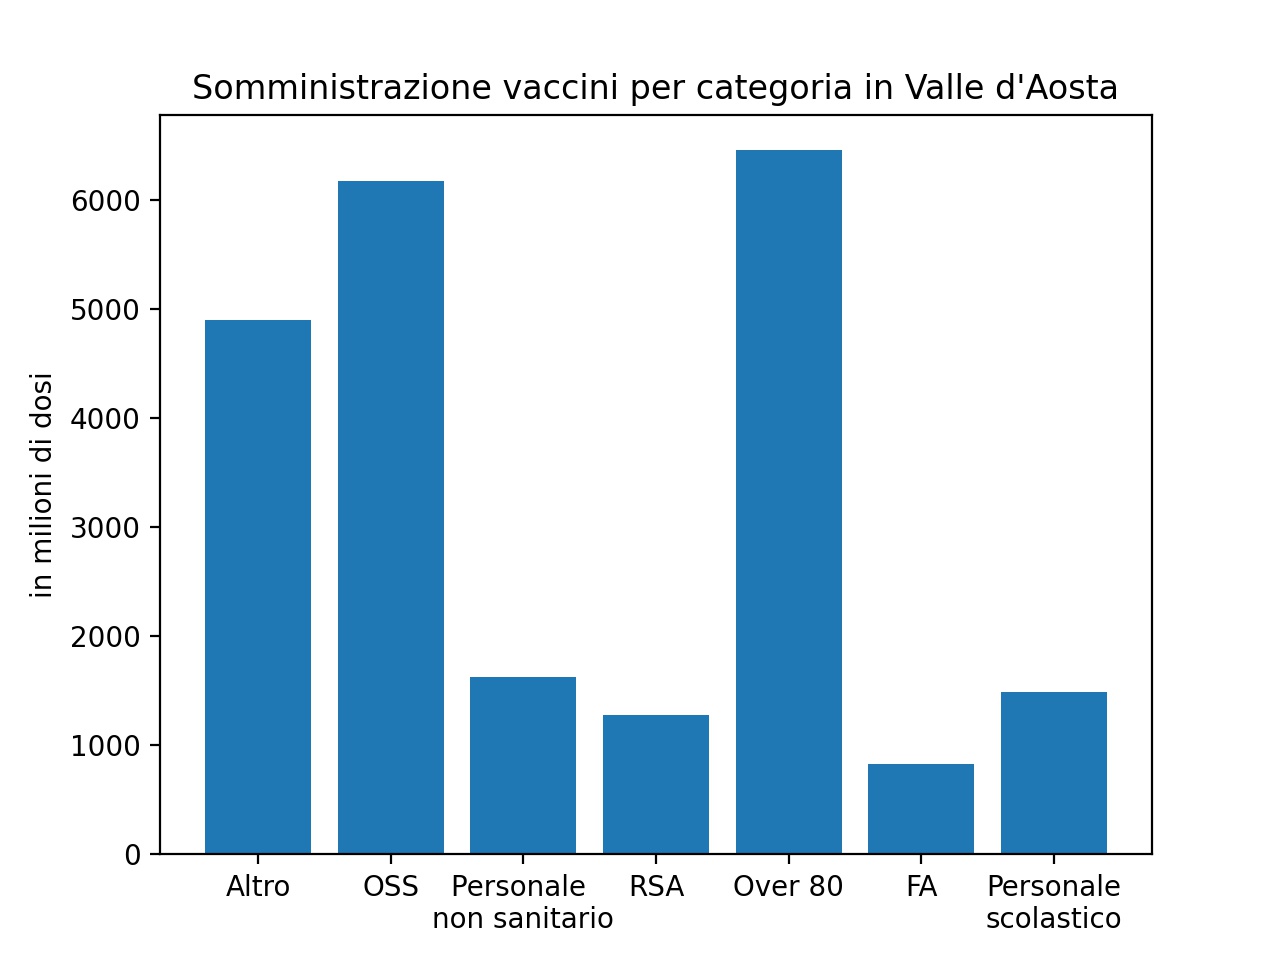 Somministrazione vaccini per categoria in Valle d'Aosta
in milioni di dosi
6000
5000
4000
3000
2000
1000
0
Altro
OSS
Personale
non sanitario
RSA
Over 80
FA
Personale
scolastico